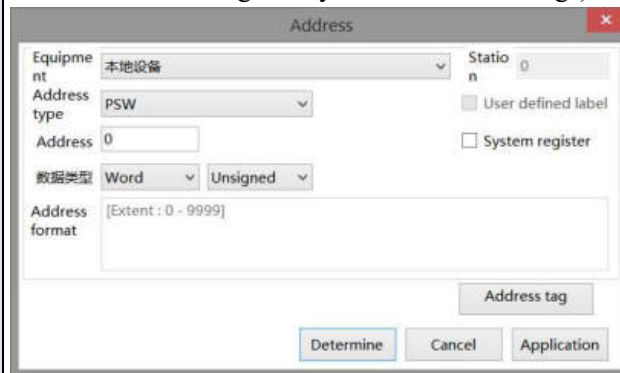 Address
Equipme
nt
本地设备
Statio
n
0
Address
type
PSW
User defined label
Address
0
System register
数据类型
Word
Unsigned
Address
format
[Extent : 0 - 9999]
Address tag
Determine
Cancel
Application